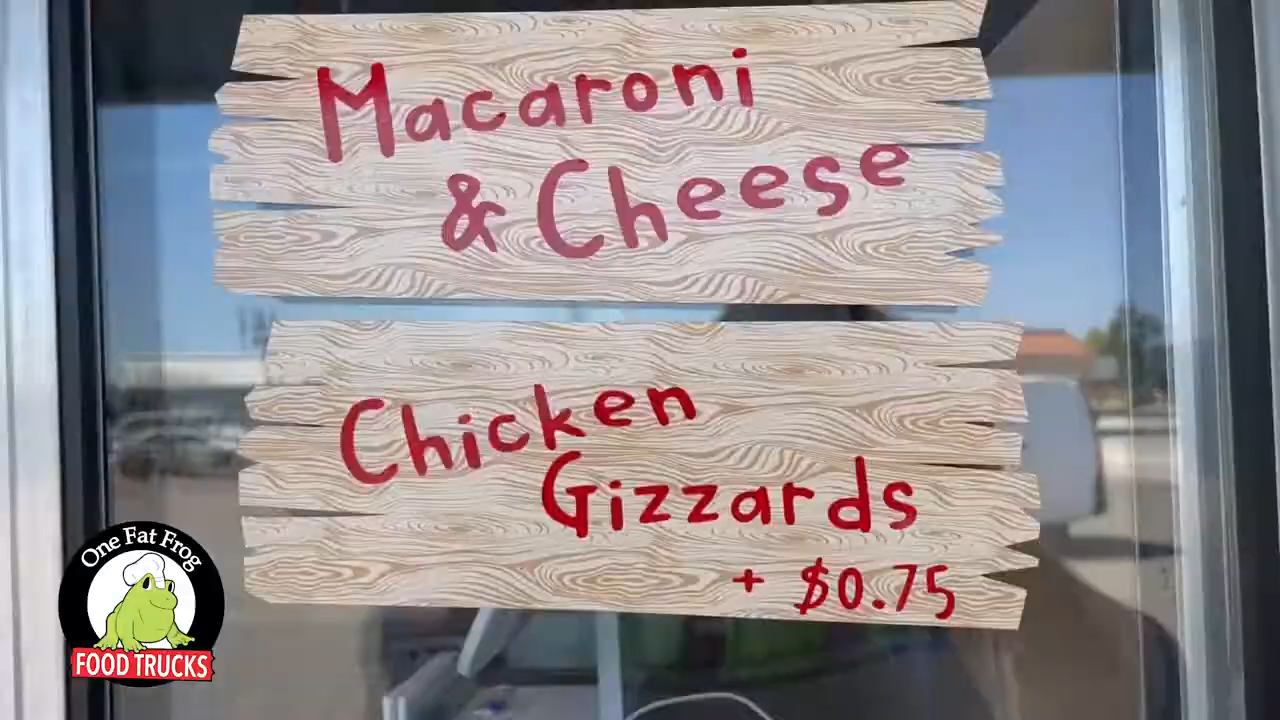 Macaroni
& Cheese
Chicken
Gizzards
+ $0.75
One Fat Frog
FOOD TRUCKS